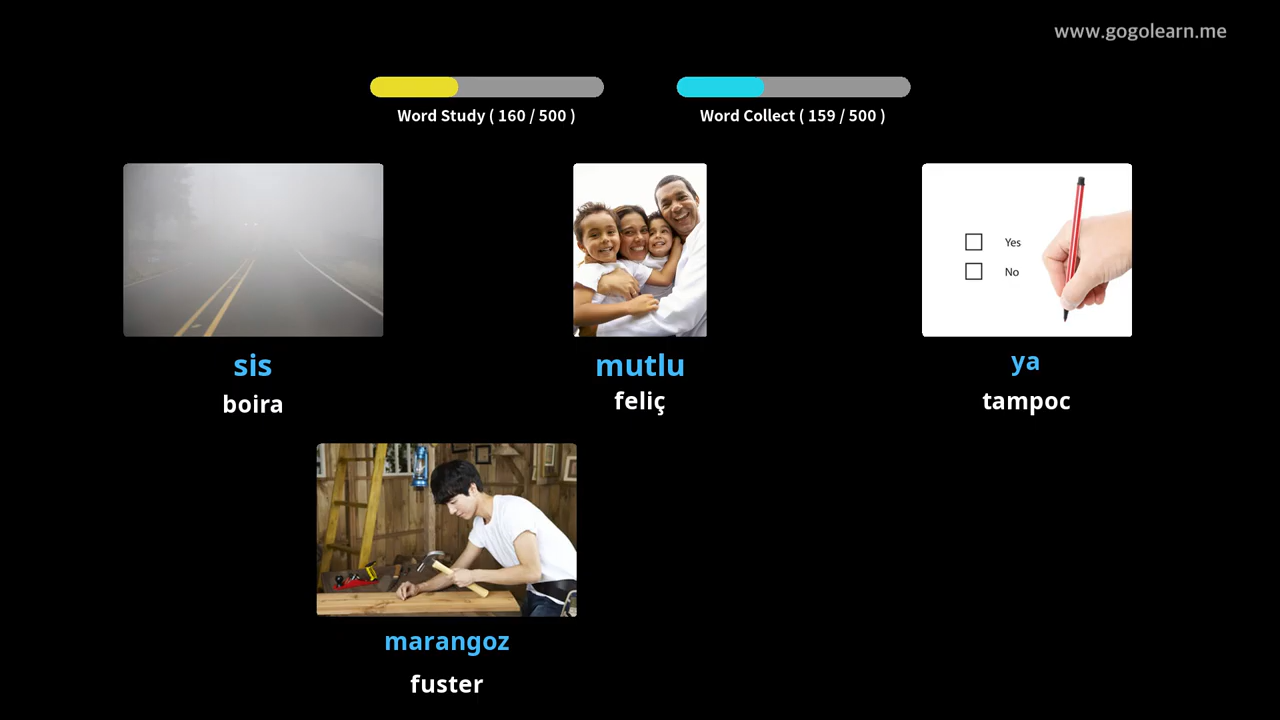 www.gogolearn.me
Word Study ( 160 / 500 )
Word Collect ( 159 / 500 )
Yes
No
sis
boira
mutlu
feliç
ya
tampoc
marangoz
fuster